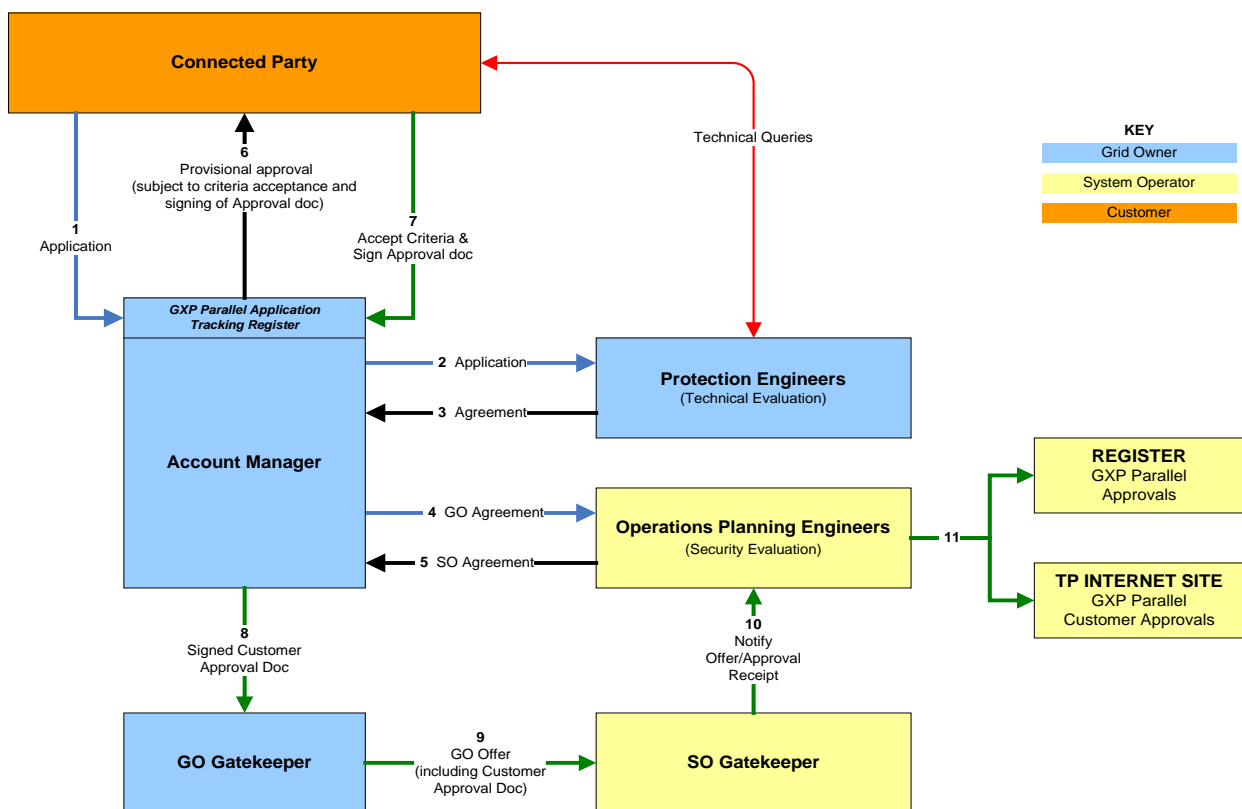 Connected Party
Technical Queries
KEY
Grid Owner
System Operator
Customer
6
Provisional approval
(subject to criteria acceptance and
signing of Approval doc)
1
Application
7
Accept Criteria &
Sign Approval doc
GXP Parallel Application
Tracking Register
2 Application
Protection Engineers
(Technical Evaluation)
3 Agreement
Account Manager
REGISTER
GXP Parallel
Approvals
4 GO Agreement
Operations Planning Engineers
(Security Evaluation)
11
5 SO Agreement
TP INTERNET SITE
GXP Parallel
Customer Approvals
8
Signed Customer
Approval Doc
10
Notify
Offer/Approval
Receipt
GO Gatekeeper
9
GO Offer
(including Customer
Approval Doc)
SO Gatekeeper